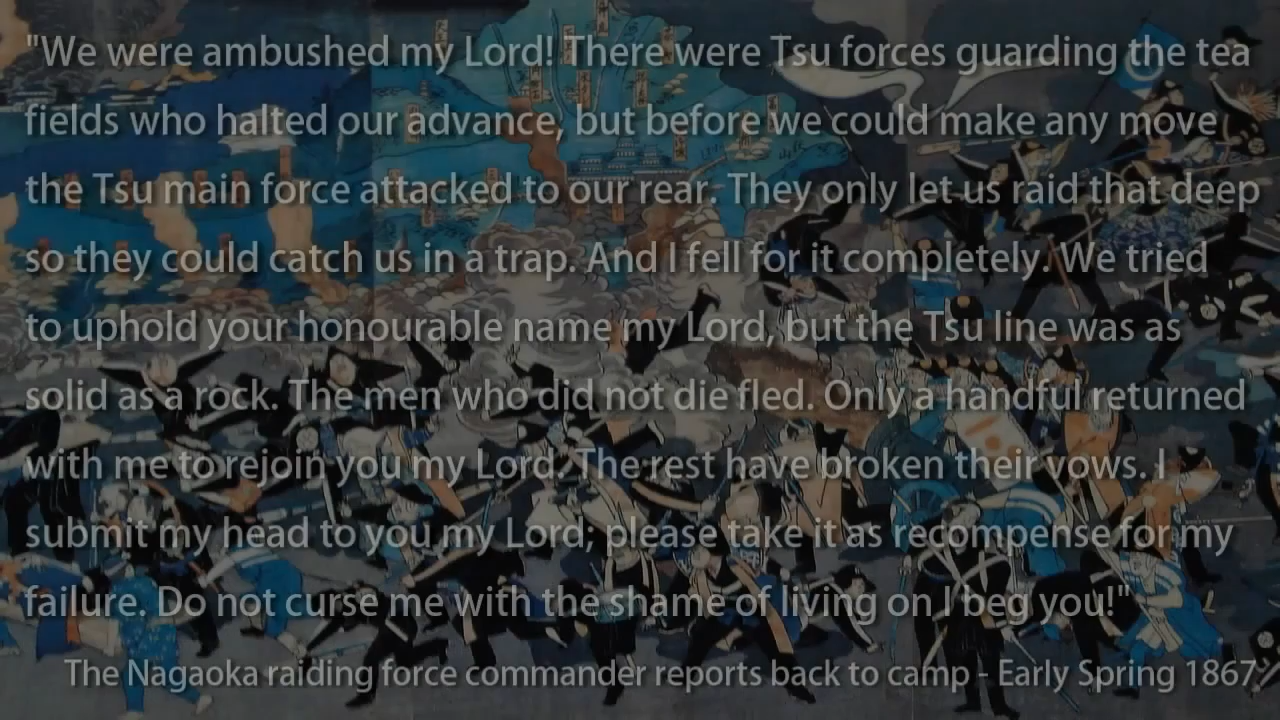 "We were ambushed my Lord! There were Tsu forces guarding the tea
fields who halted our advance, but before we could make any move
the Tsu main force attacked to our rear. They only let us raid that deep
so they could catch us in a trap. And I fell for it completely. We tried
to uphold your honourable name my Lord, but the Tsu line was as
solid as a rock. The men who did not die fled. Only a handful returned
with me to rejoin you my Lord. The rest have broken their vows. I
submit my head to you my Lord; please take it as recompense for my
failure. Do not curse me with the shame of living on I beg you!"
The Nagaoka raiding force commander reports back to camp - Early Spring 1867